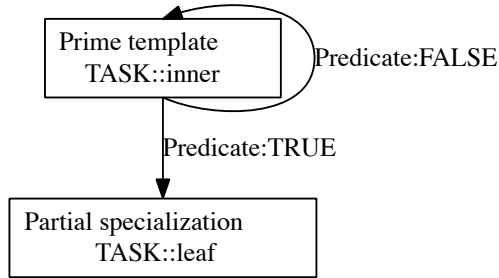 Prime template
TASK::inner
Predicate:FALSE
Predicate:TRUE
Partial specialization
TASK::leaf